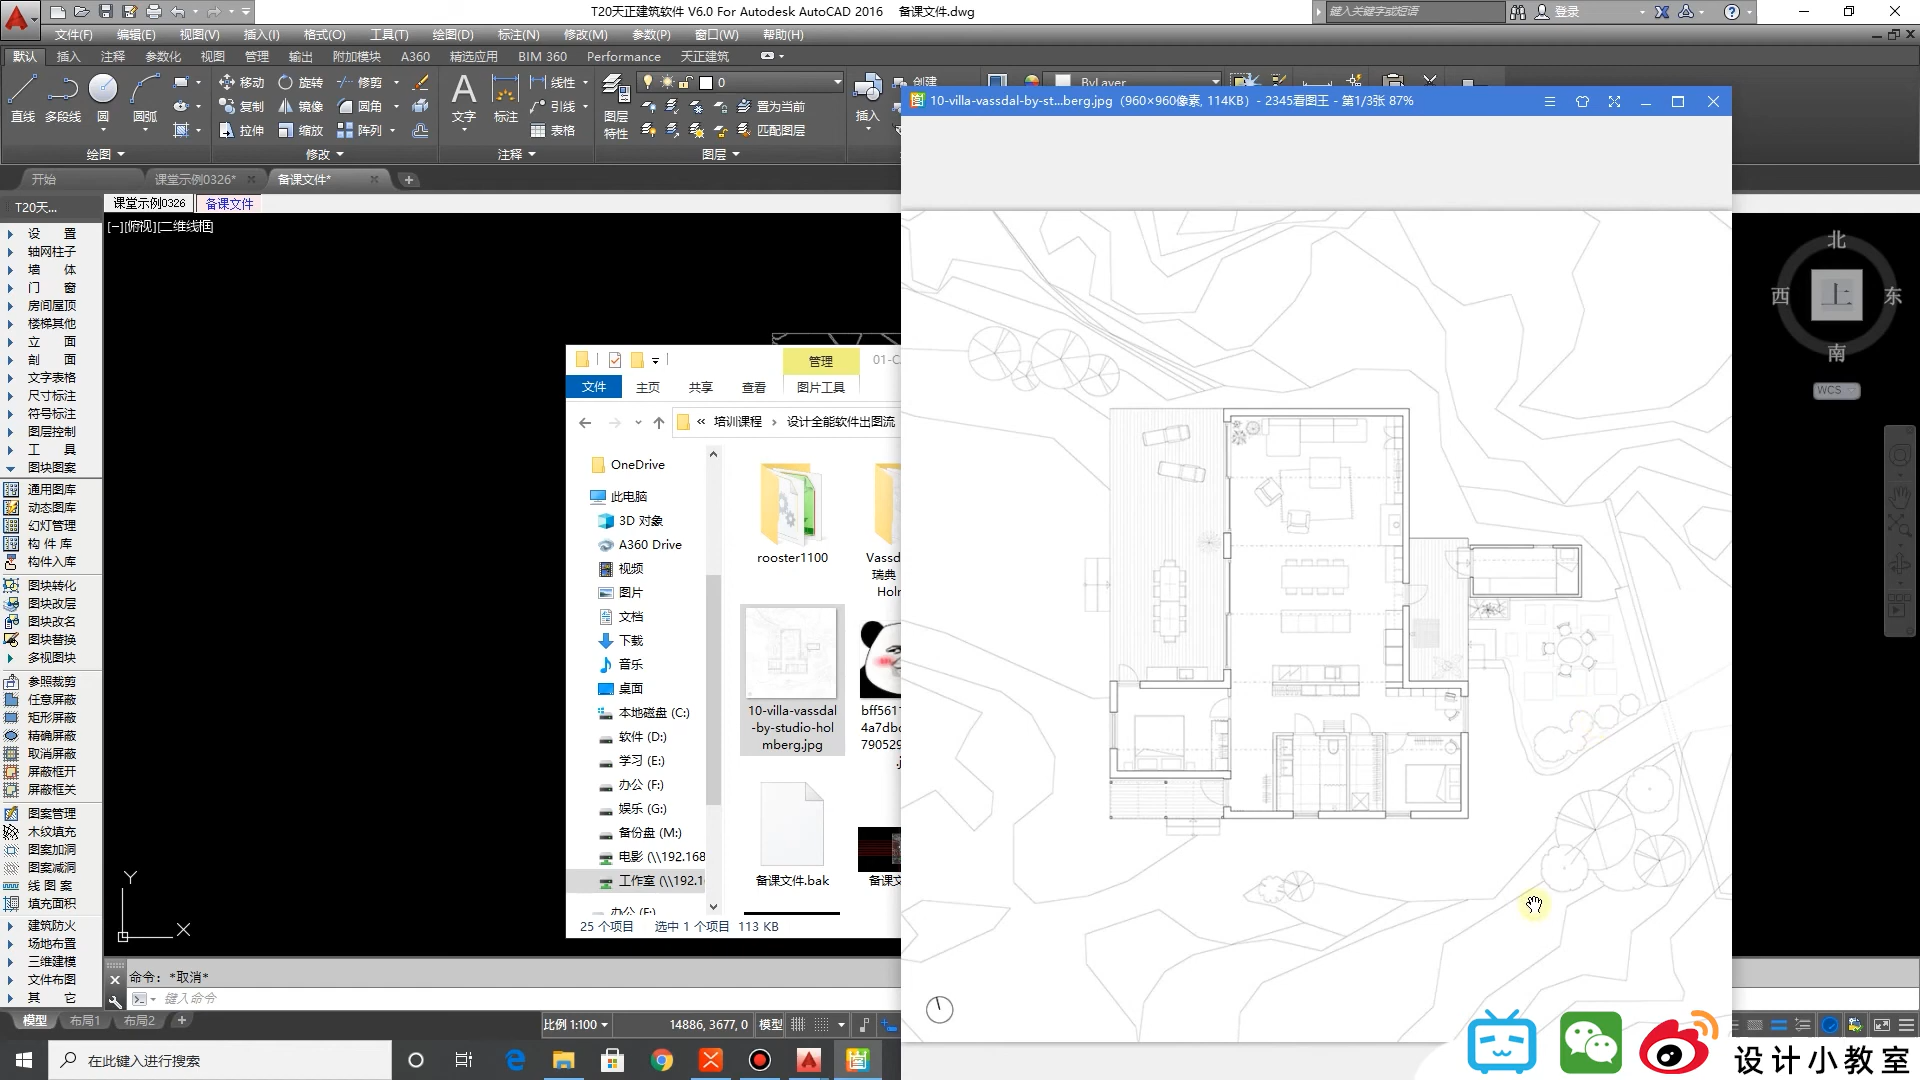 T20天正建筑软件 V6.0 For Autodesk AutoCAD 2016 备课文件.dwg
键入关键字或短语
登录
文件(F) 编辑(E) 视图(V) 插入(I) 格式(O) 工具(T) 绘图(D) 标注(N) 修改(M) 参数(P) 窗口(W) 帮助(H)
默认 插入 注释 参数化 视图 管理 输出 附加模块 A360 精选应用 BIM 360 Performance 天正建筑
直线 多段线 圆 圆弧
移动 旋转 修剪
复制 镜像 圆角
拉伸 缩放 阵列
文字 标注
线性
引线
表格
图层特性
0
置为当前
匹配图层
插入
创建
ByLayer
绘图 修改 注释 图层
10-villa-vassdal-by-st...berg.jpg (960×960像素, 114KB) - 2345看图王 - 第1/3张 87%
开始 课堂示例0326* 备课文件*
T20天...
课堂示例0326 备课文件
[−][俯视][二维线框]
设 置
轴网柱子
墙 体
门 窗
房间屋顶
楼梯其他
立 面
剖 面
文字表格
尺寸标注
符号标注
图层控制
工 具
图块图案
通用图库
动态图库
幻灯管理
构 件 库
构件入库
图块转化
图块改层
图块改名
图块替换
多视图块
参照裁剪
任意屏蔽
矩形屏蔽
精确屏蔽
取消屏蔽
屏蔽框开
屏蔽框关
图案管理
木纹填充
图案加洞
图案减洞
线 图 案
填充面积
建筑防火
场地布置
三维建模
文件布图
其 它
北
西 上 东
南
WCS
管理
01-C
文件 主页 共享 查看 图片工具
« 培训课程 › 设计全能软件出图流
OneDrive
此电脑
3D 对象
A360 Drive
视频
图片
文档
下载
音乐
桌面
本地磁盘 (C:)
软件 (D:)
学习 (E:)
办公 (F:)
娱乐 (G:)
备份盘 (M:)
电影 (\\192.168
工作室 (\\192.1
办公 (F:)
rooster1100
Vassd
瑞典
Holr
10-villa-vassdal
-by-studio-hol
mberg.jpg
bff561
4a7dbc
790529
备课文件.bak
备课文
25 个项目 选中 1 个项目 113 KB
Y
X
命令: *取消*
键入命令
模型 布局1 布局2
比例 1:100 14886, 3677, 0 模型
在此键入进行搜索
设计小教室